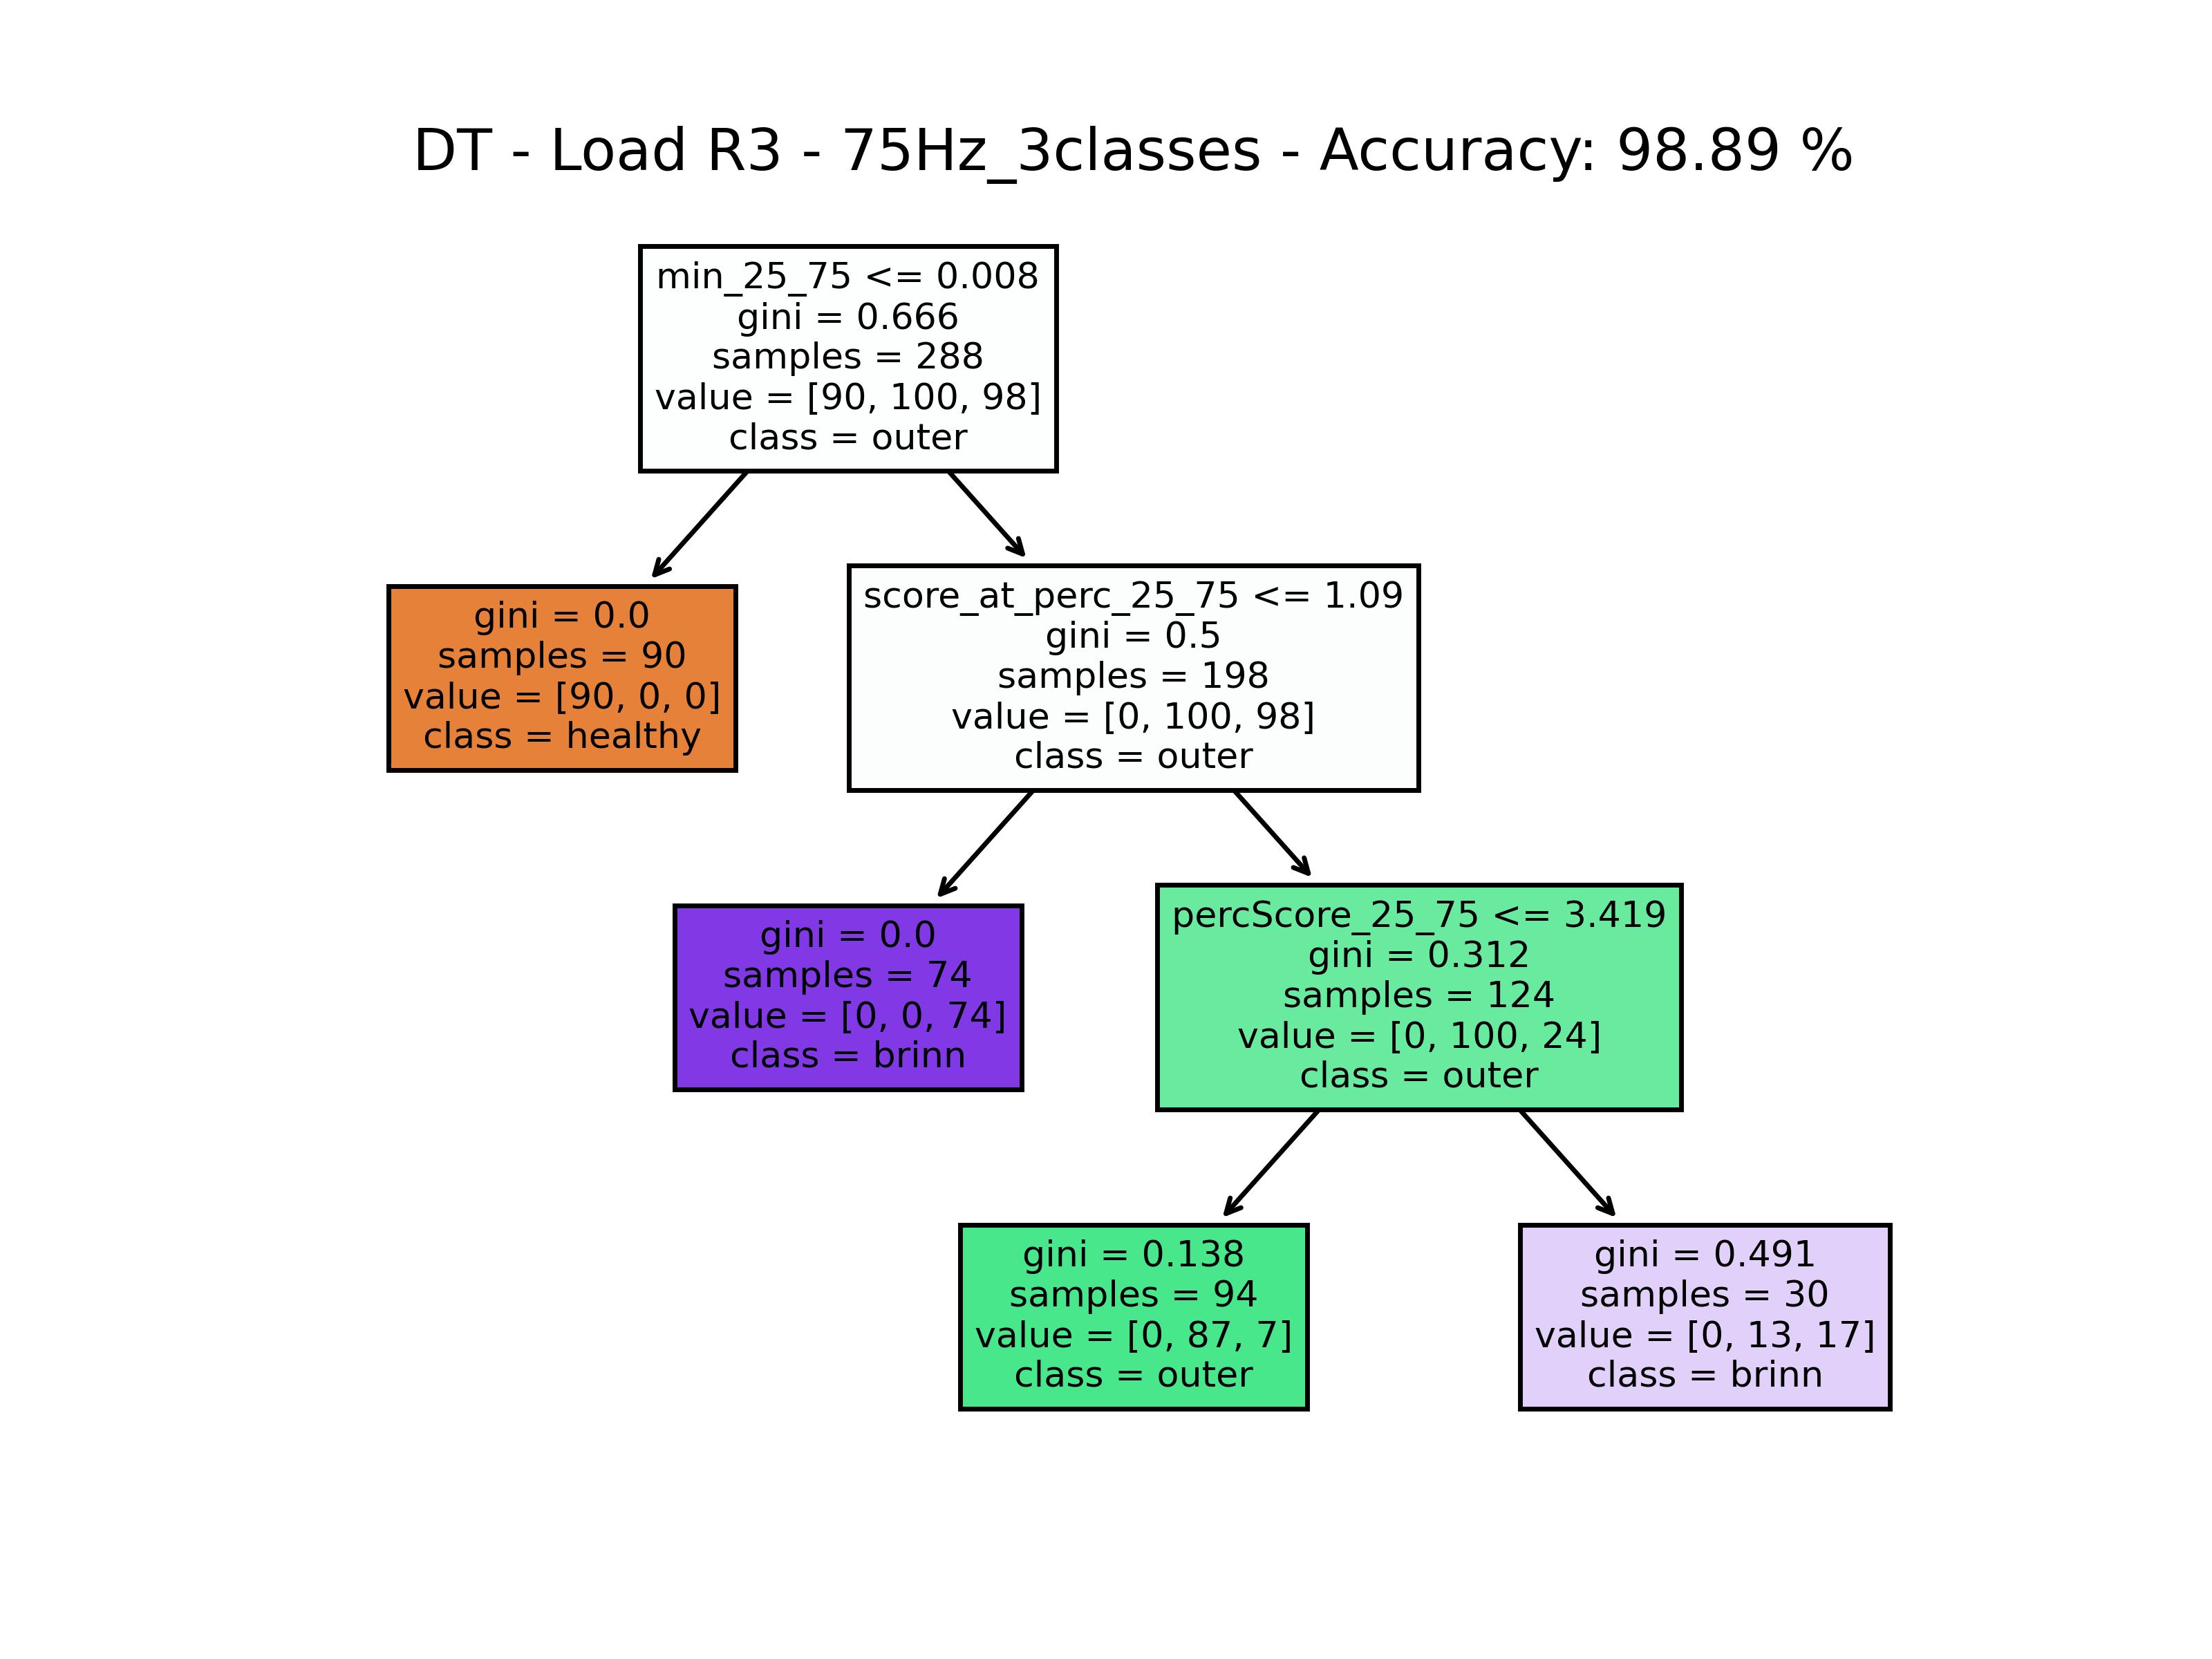 DT - Load R3 - 75Hz_3classes - Accuracy: 98.89 %
min_25_75 <= 0.008
gini = 0.666
samples = 288
value = [90, 100, 98]
class = outer
gini = 0.0
samples = 90
value = [90, 0, 0]
class = healthy
score_at_perc_25_75 <= 1.09
gini = 0.5
samples = 198
value = [0, 100, 98]
class = outer
gini = 0.0
samples = 74
value = [0, 0, 74]
class = brinn
percScore_25_75 <= 3.419
gini = 0.312
samples = 124
value = [0, 100, 24]
class = outer
gini = 0.138
samples = 94
value = [0, 87, 7]
class = outer
gini = 0.491
samples = 30
value = [0, 13, 17]
class = brinn